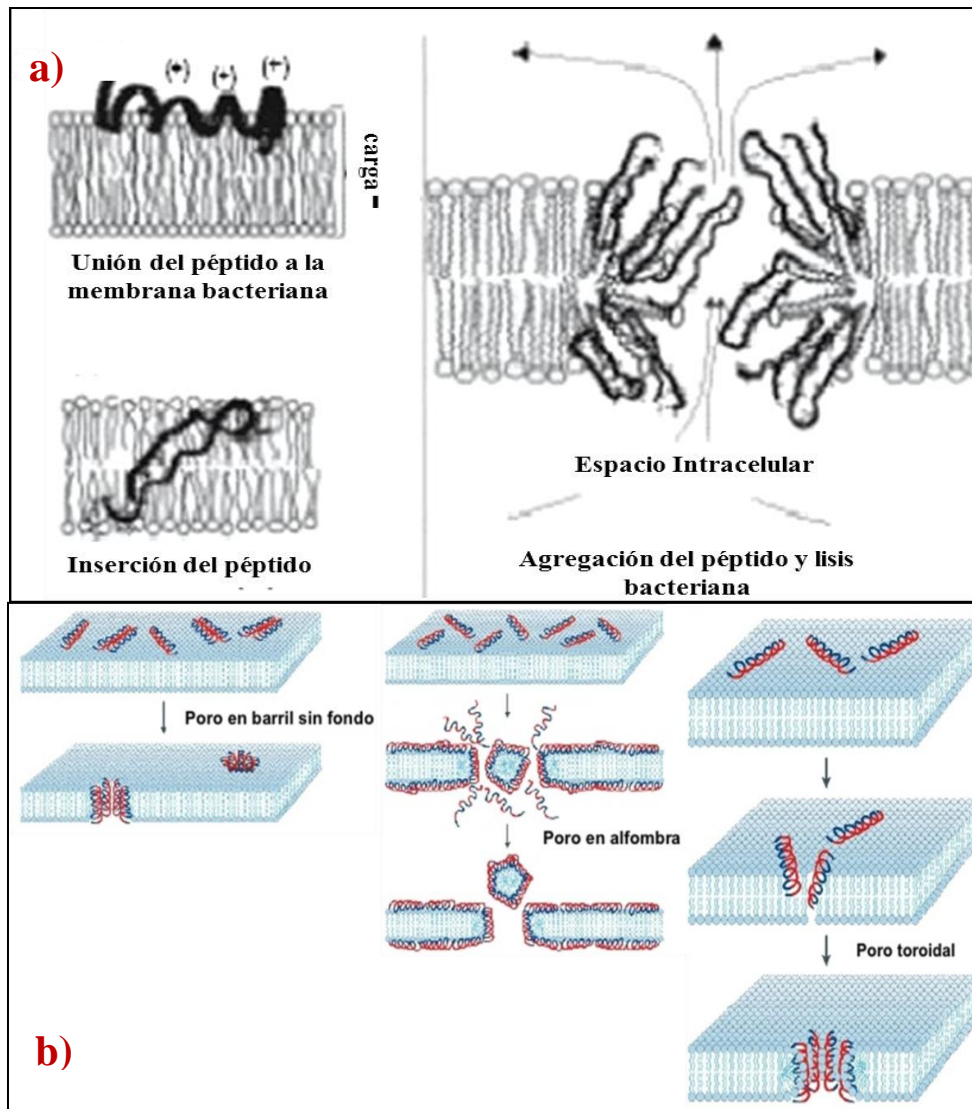 a)
(+)
(+)
(+)
carga -
Unión del péptido a la
membrana bacteriana
Inserción del péptido
Espacio Intracelular
Agregación del péptido y lisis
bacteriana
Poro en barril sin fondo
Poro en alfombra
Poro toroidal
b)